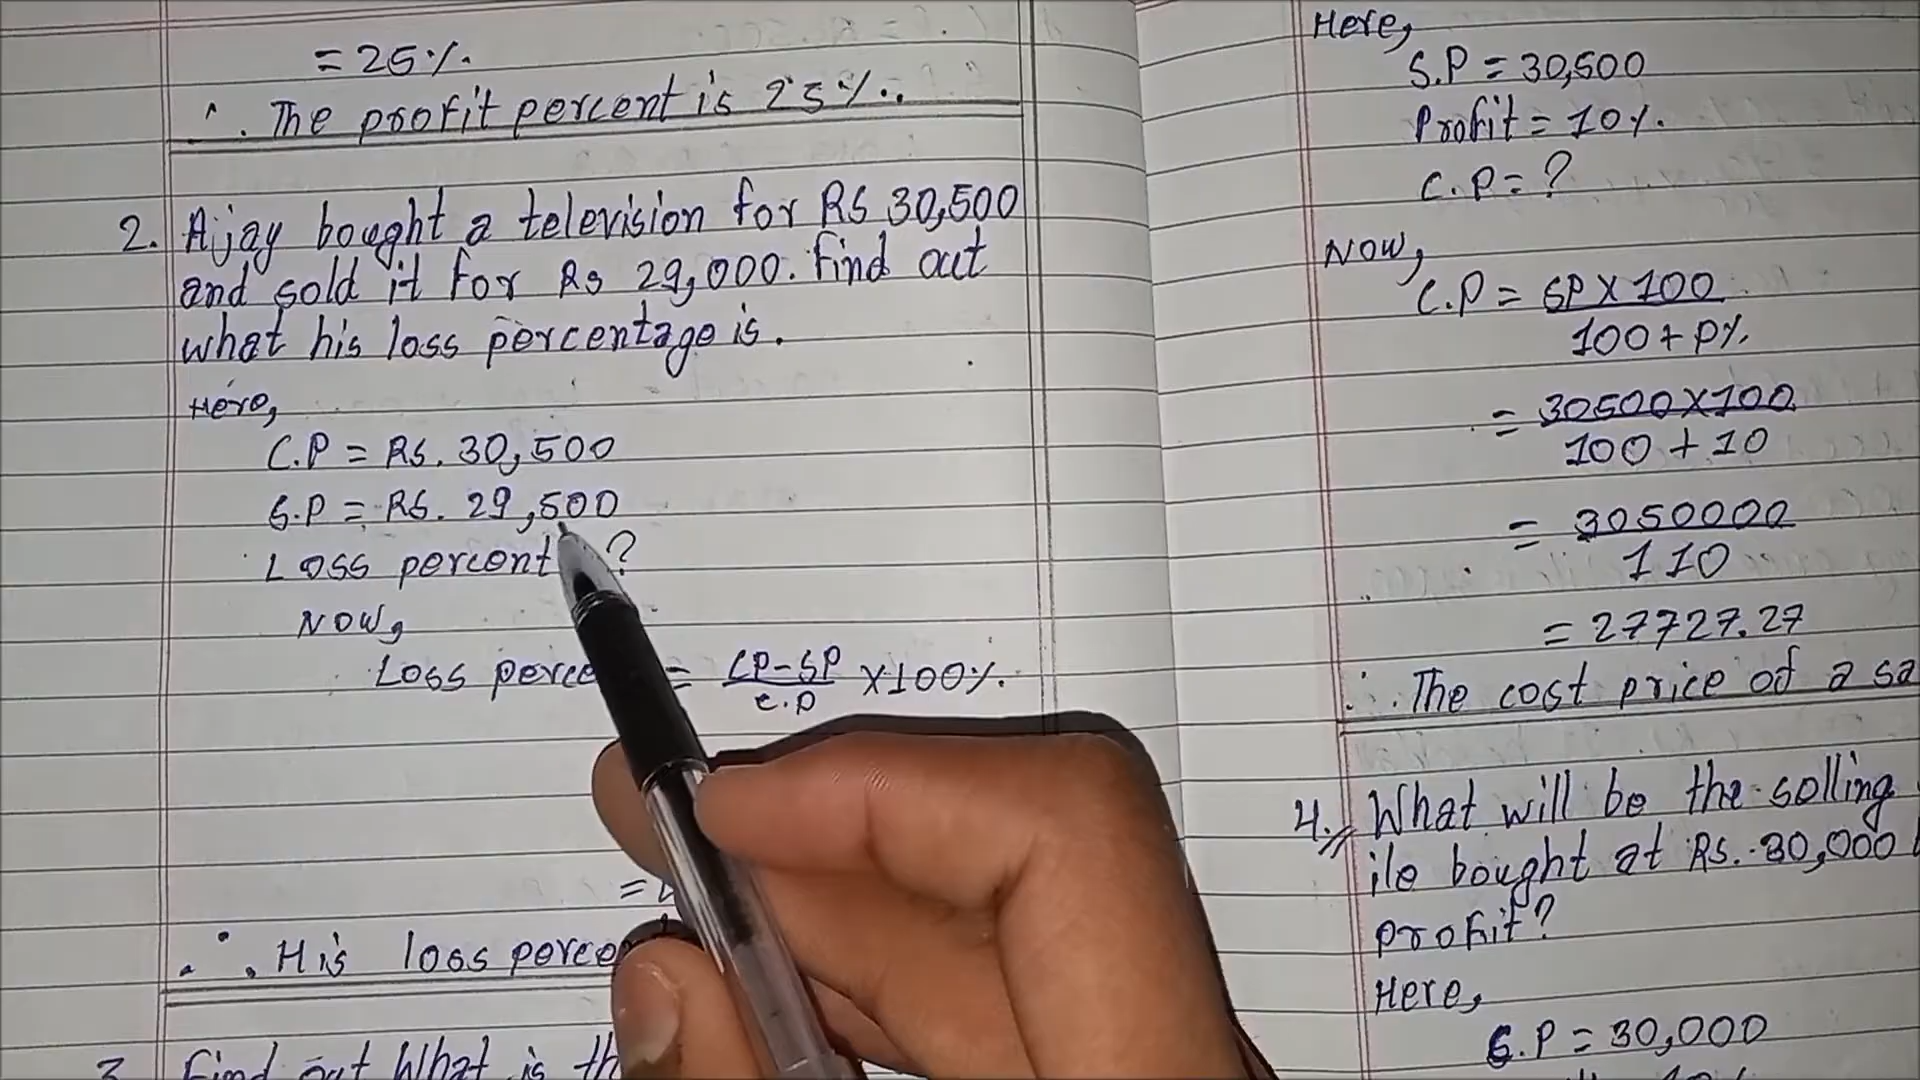 = 25%.
∴ The profit percent is 25%.
2. Ajay bought a television for RS 30,500
and sold it for Rs 29,000. Find out
what his loss percentage is.
Here,
C.P = Rs. 30,500
S.P = Rs. 29,500
Loss percent ?
Now,
Loss = CP-SP / C.P X 100%.
=
∴ His loss
3. Find out What is
Here,
S.P = 30,500
Profit = 10%.
C.P = ?
Now,
C.P = SP X 100 / 100 + P%
= 30500 X 100 / 100 + 10
= 3050000 / 110
= 27727.27
∴ The cost price of a
4. What will be the selling
ile bought at Rs. 30,000
profit?
Here,
S.P = 30,000